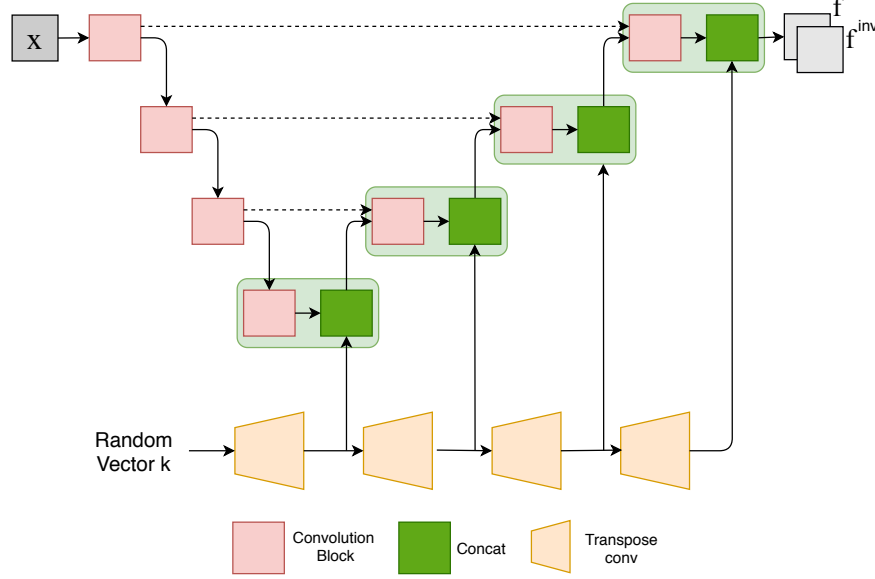 x
f
f inv
Random
Vector k
Convolution
Block
Concat
Transpose
conv